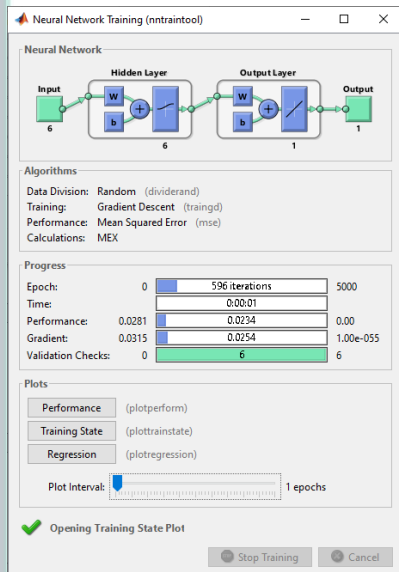 Neural Network Training (nntraintool)
Neural Network
Hidden Layer Output Layer
Input Output
W W
b b
+ +
6 1
6 1
Algorithms
Data Division: Random (dividerand)
Training: Gradient Descent (traingd)
Performance: Mean Squared Error (mse)
Calculations: MEX
Progress
Epoch: 0 596 iterations 5000
Time: 0:00:01
Performance: 0.0281 0.0234 0.00
Gradient: 0.0315 0.0254 1.00e-055
Validation Checks: 0 6 6
Plots
Performance (plotperform)
Training State (plottrainstate)
Regression (plotregression)
Plot Interval: 1 epochs
Opening Training State Plot
Stop Training Cancel